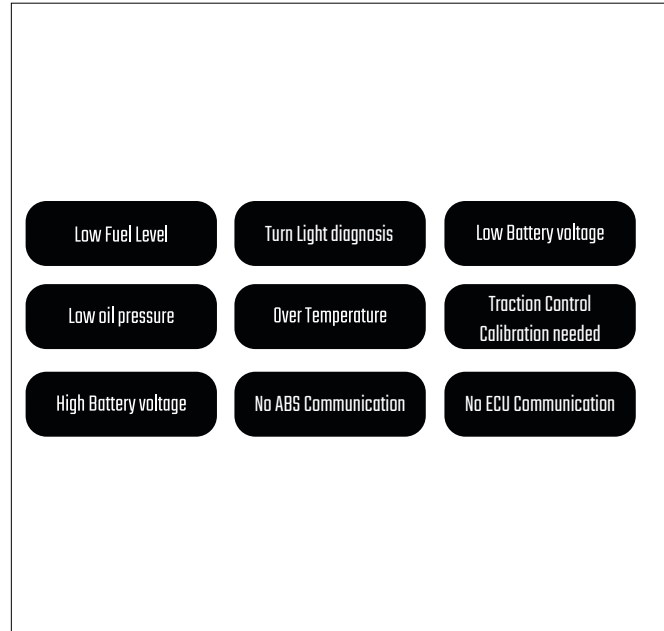 Low Fuel Level
Turn Light diagnosis
Low Battery voltage
Low oil pressure
Over Temperature
Traction Control
Calibration needed
High Battery voltage
No ABS Communication
No ECU Communication